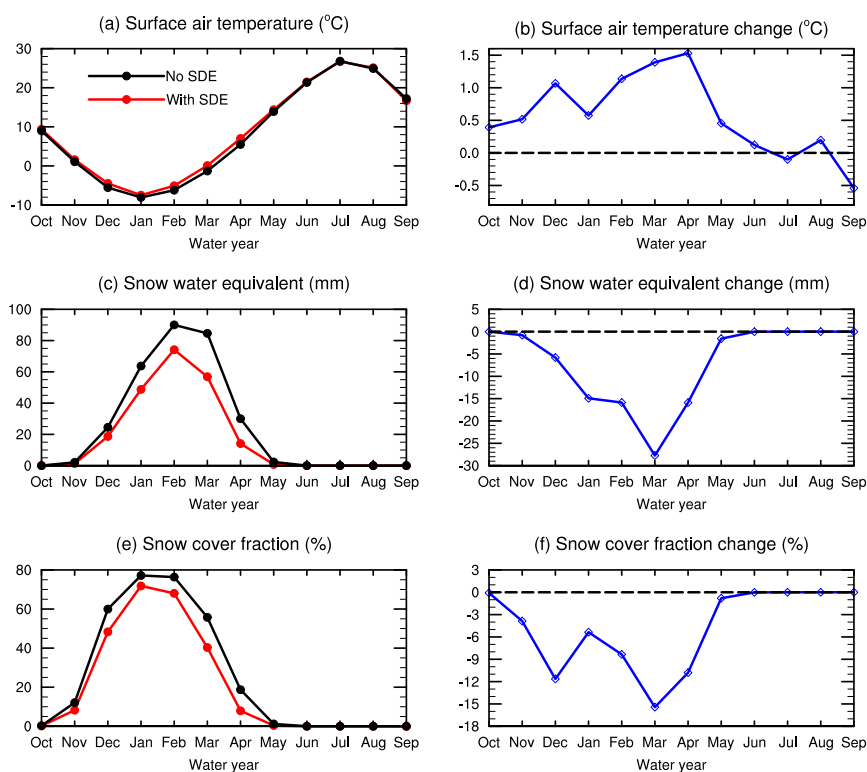 (a) Surface air temperature (°C)
30
20
10
0
-10
No SDE
With SDE
Oct Nov Dec Jan Feb Mar Apr May Jun Jul Aug Sep
Water year
(b) Surface air temperature change (°C)
1.5
1.0
0.5
0.0
-0.5
Oct Nov Dec Jan Feb Mar Apr May Jun Jul Aug Sep
Water year
(c) Snow water equivalent (mm)
100
80
60
40
20
0
Oct Nov Dec Jan Feb Mar Apr May Jun Jul Aug Sep
Water year
(d) Snow water equivalent change (mm)
5
0
-5
-10
-15
-20
-25
-30
Oct Nov Dec Jan Feb Mar Apr May Jun Jul Aug Sep
Water year
(e) Snow cover fraction (%)
80
60
40
20
0
Oct Nov Dec Jan Feb Mar Apr May Jun Jul Aug Sep
Water year
(f) Snow cover fraction change (%)
3
0
-3
-6
-9
-12
-15
-18
Oct Nov Dec Jan Feb Mar Apr May Jun Jul Aug Sep
Water year